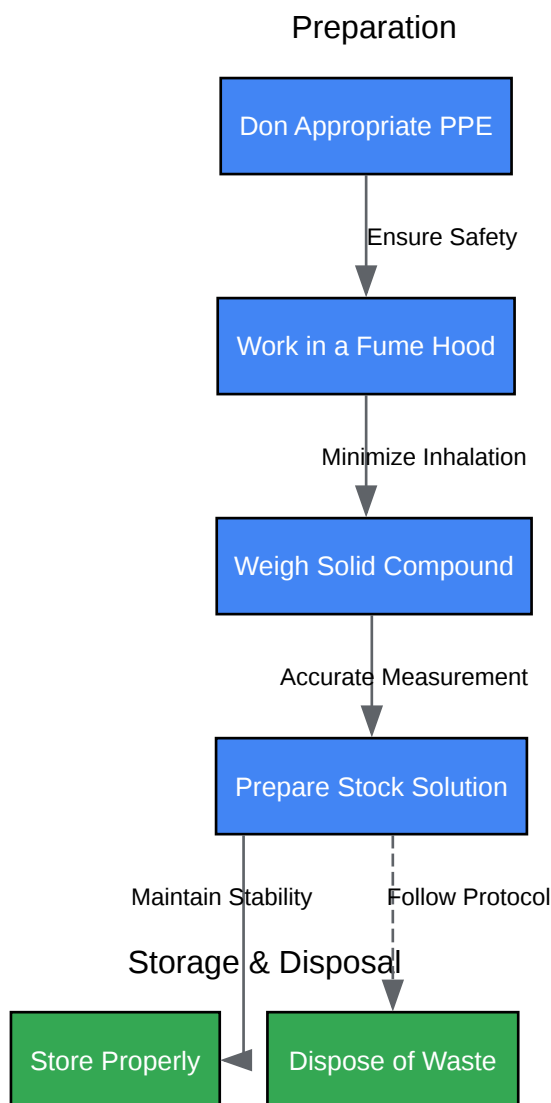 Preparation
Don Appropriate PPE
Ensure Safety
Work in a Fume Hood
Minimize Inhalation
Weigh Solid Compound
Accurate Measurement
Prepare Stock Solution
Maintain Stability
Follow Protocol
Storage & Disposal
Store Properly
Dispose of Waste